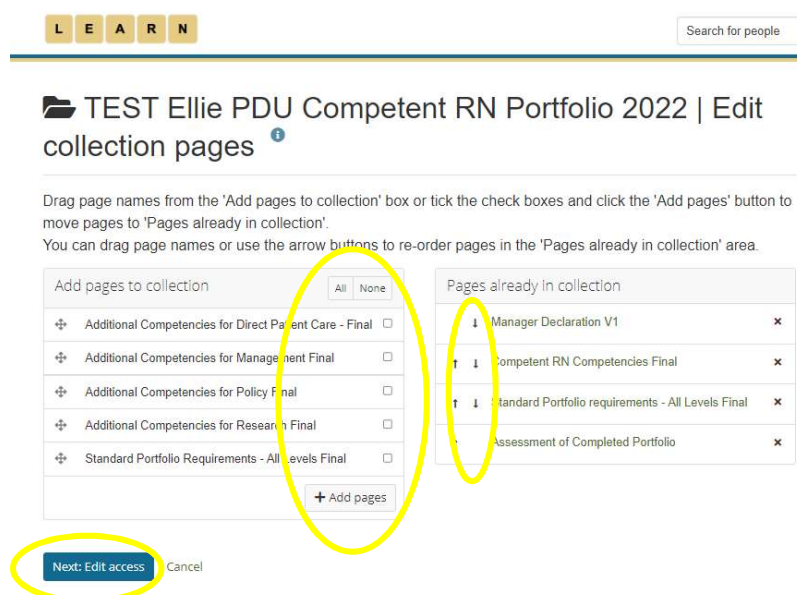 L E A R N
Search for people
TEST Ellie PDU Competent RN Portfolio 2022 | Edit
collection pages
Drag page names from the 'Add pages to collection' box or tick the check boxes and click the 'Add pages' button to
move pages to 'Pages already in collection'.
You can drag page names or use the arrow buttons to re-order pages in the 'Pages already in collection' area.
Add pages to collection
All None
Additional Competencies for Direct Patient Care - Final
Additional Competencies for Management Final
Additional Competencies for Policy Final
Additional Competencies for Research Final
Standard Portfolio Requirements - All Levels Final
+ Add pages
Pages already in collection
Manager Declaration V1
Competent RN Competencies Final
Standard Portfolio requirements - All Levels Final
Assessment of Completed Portfolio
Next: Edit access Cancel